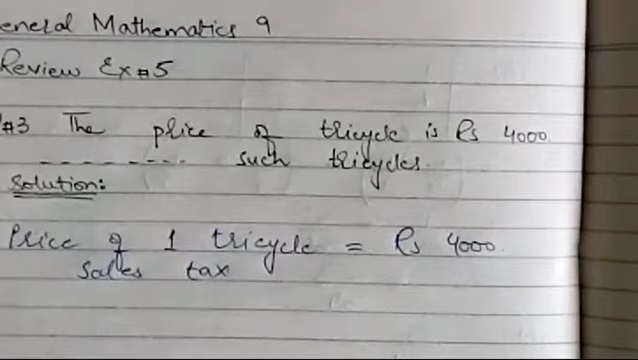 eneral Mathematics 9
Review Ex#5
#3 The price of tricycle is Rs 4000
-------- such tricycles.
Solution:
Price of 1 tricycle = Rs 4000.
Sales tax